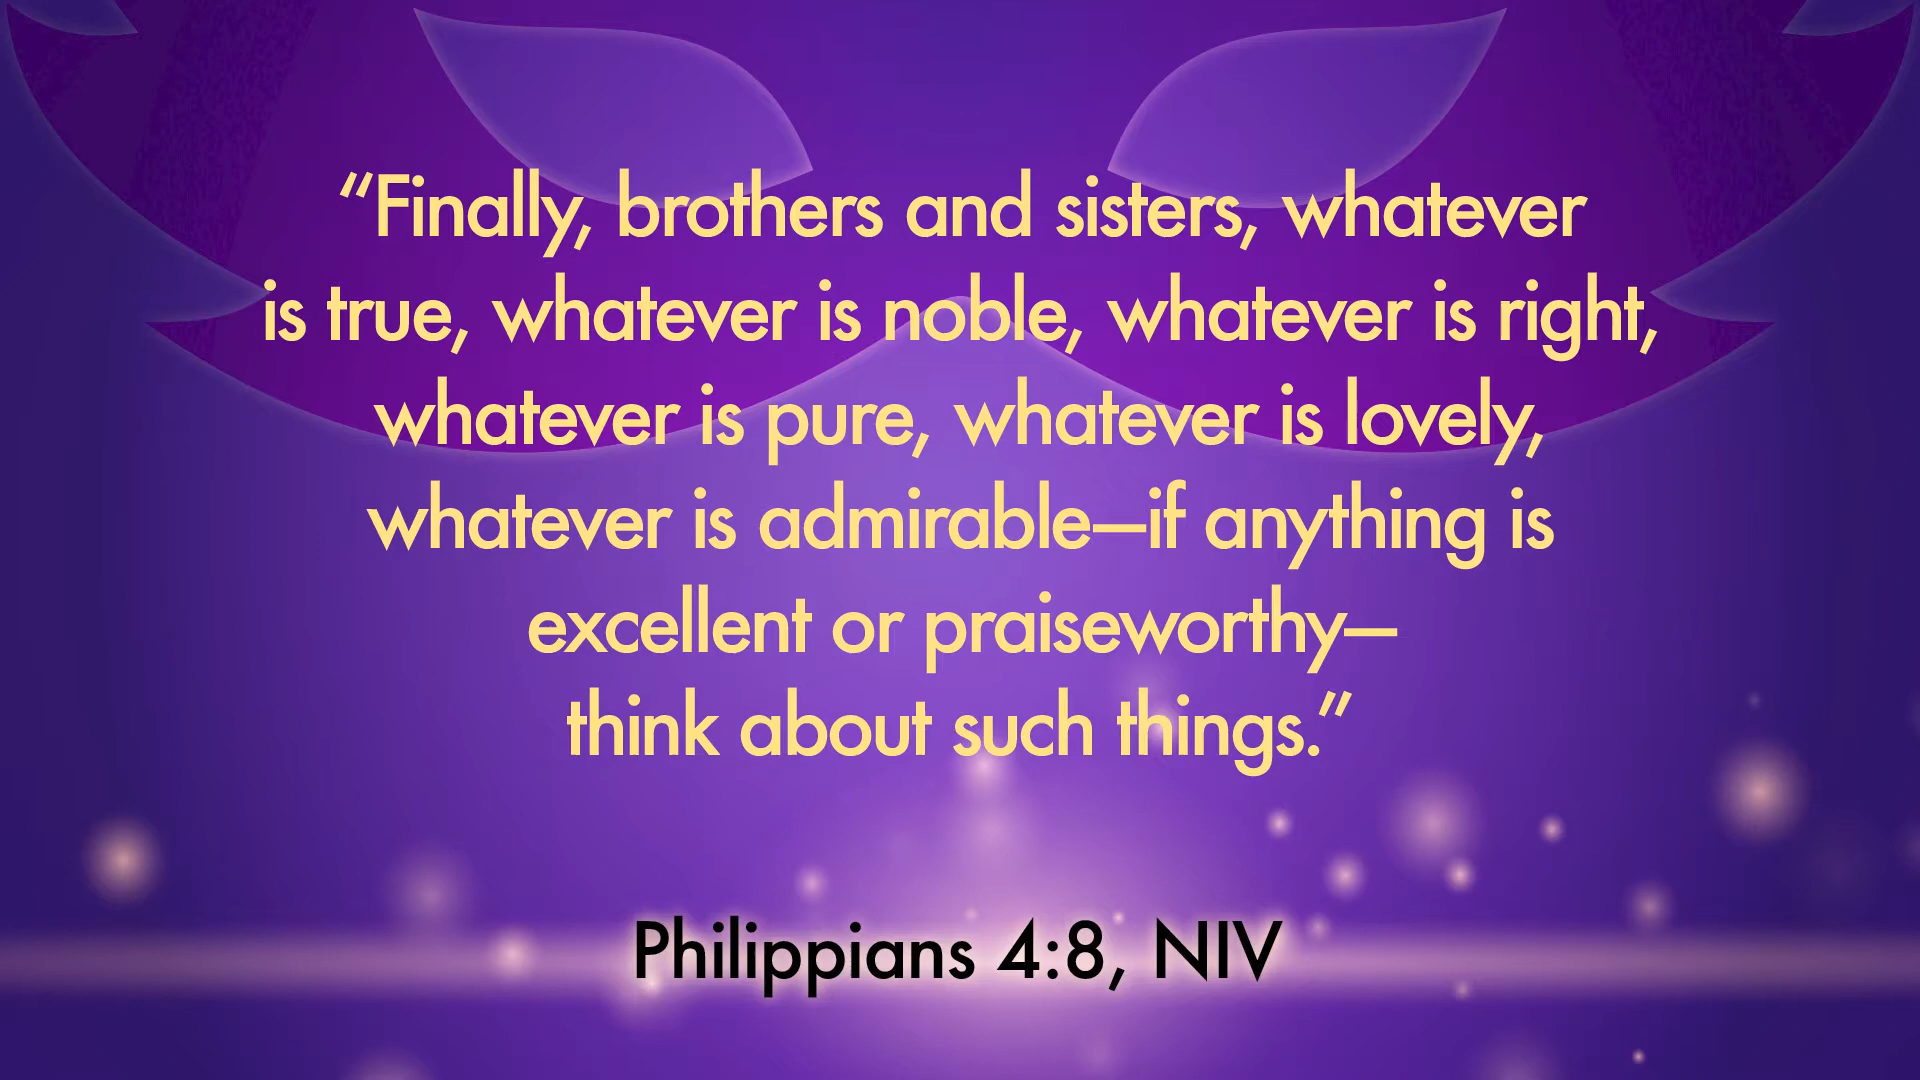 “Finally, brothers and sisters, whatever
is true, whatever is noble, whatever is right,
whatever is pure, whatever is lovely,
whatever is admirable—if anything is
excellent or praiseworthy—
think about such things.”
Philippians 4:8, NIV